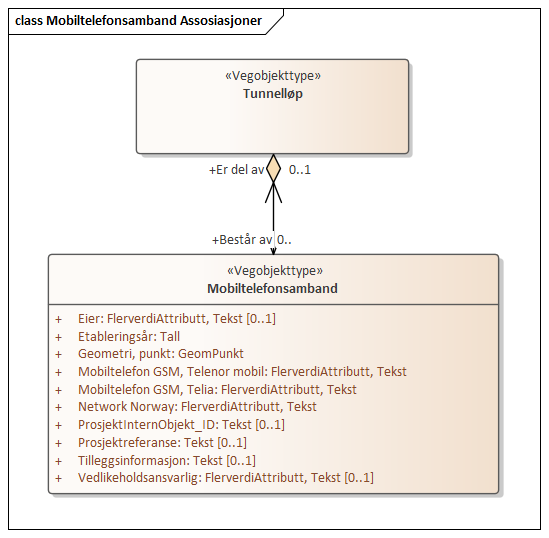 class Mobiltelefonsamband Assosiasjoner
«Vegobjekttype»
Tunnelløp
+Er del av 0..1
+Består av 0..
«Vegobjekttype»
Mobiltelefonsamband
+ Eier: FlerverdiAttributt, Tekst [0..1]
+ Etableringsår: Tall
+ Geometri, punkt: GeomPunkt
+ Mobiltelefon GSM, Telenor mobil: FlerverdiAttributt, Tekst
+ Mobiltelefon GSM, Telia: FlerverdiAttributt, Tekst
+ Network Norway: FlerverdiAttributt, Tekst
+ ProsjektInternObjekt_ID: Tekst [0..1]
+ Prosjektreferanse: Tekst [0..1]
+ Tilleggsinformasjon: Tekst [0..1]
+ Vedlikeholdsansvarlig: FlerverdiAttributt, Tekst [0..1]